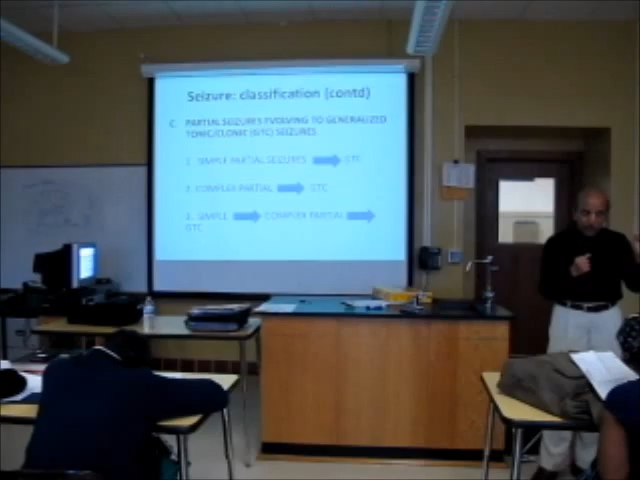 Seizure: classification (contd)
C. PARTIAL SEIZURES EVOLVING TO GENERALIZED
TONIC/CLONIC (GTC) SEIZURES
1. SIMPLE PARTIAL SEIZURES GTC
2. COMPLEX PARTIAL GTC
3. SIMPLE COMPLEX PARTIAL
GTC